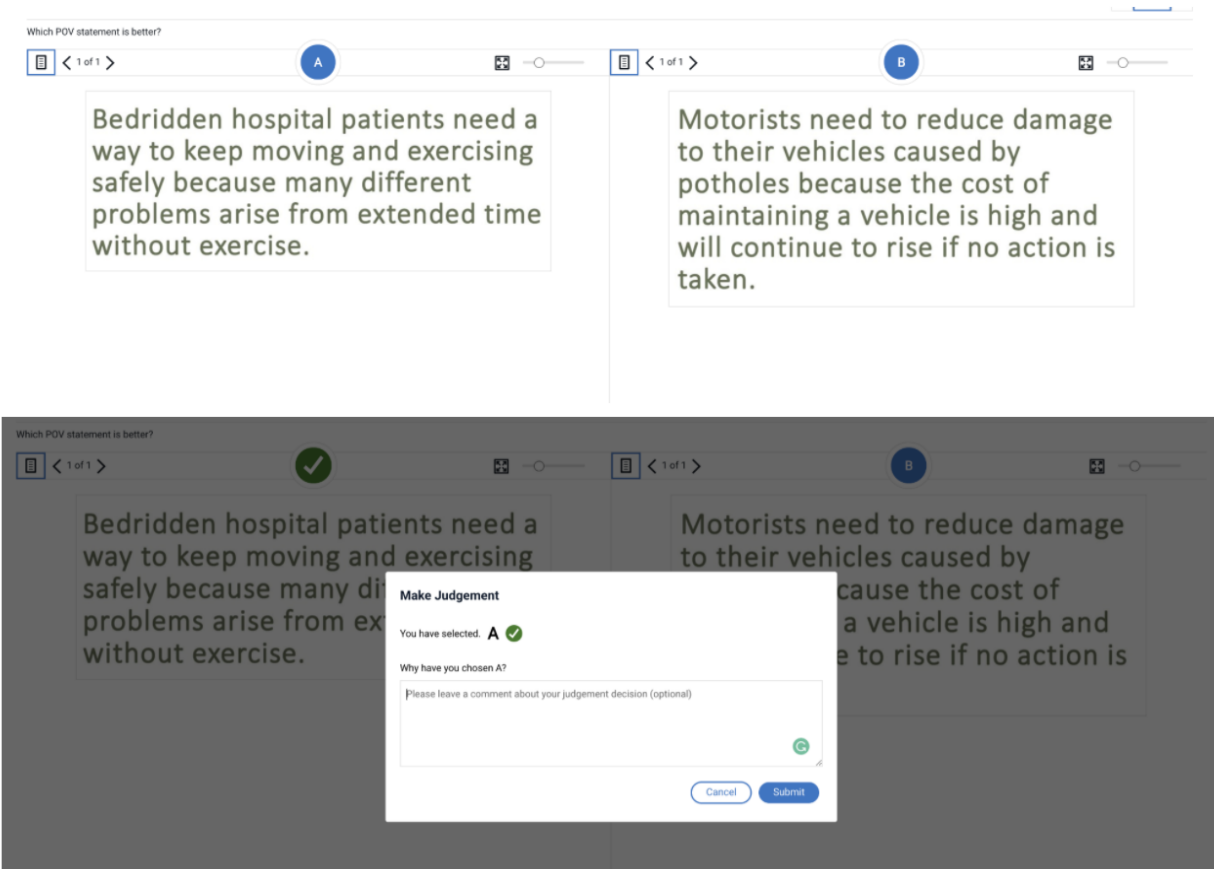 Which POV statement is better?
1 of 1
A
1 of 1
B
Bedridden hospital patients need a
way to keep moving and exercising
safely because many different
problems arise from extended time
without exercise.
Motorists need to reduce damage
to their vehicles caused by
potholes because the cost of
maintaining a vehicle is high and
will continue to rise if no action is
taken.
Which POV statement is better?
1 of 1
1 of 1
B
Bedridden hospital patients need a
way to keep moving and exercising
safely because many di
problems arise from ex
without exercise.
Motorists need to reduce damage
to their vehicles caused by
cause the cost of
a vehicle is high and
e to rise if no action is
Make Judgement
You have selected. A
Why have you chosen A?
Please leave a comment about your judgement decision (optional)
Cancel
Submit